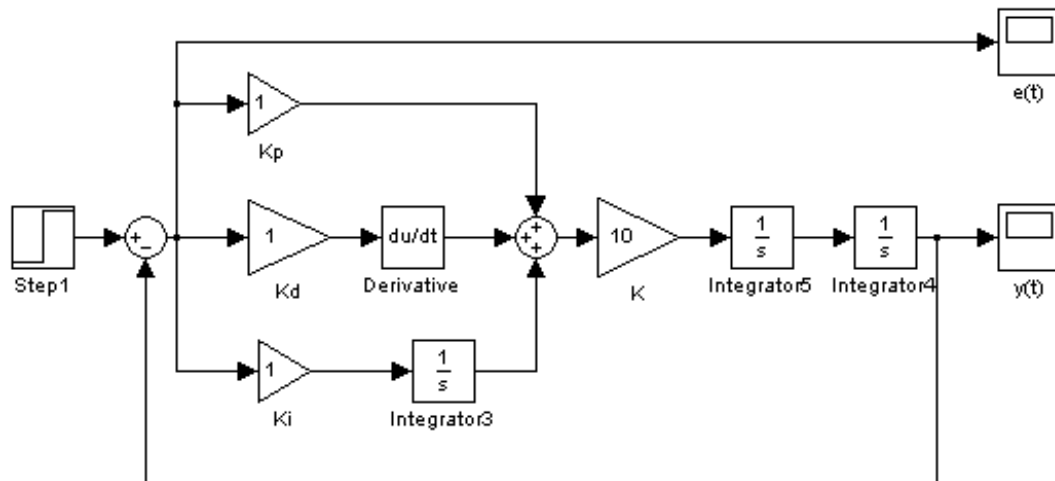 e(t)
1
Kp
Step1
+
−
1
Kd
du/dt
Derivative
+
+
+
10
K
1
s
Integrator5
1
s
Integrator4
y(t)
1
Ki
1
s
Integrator3